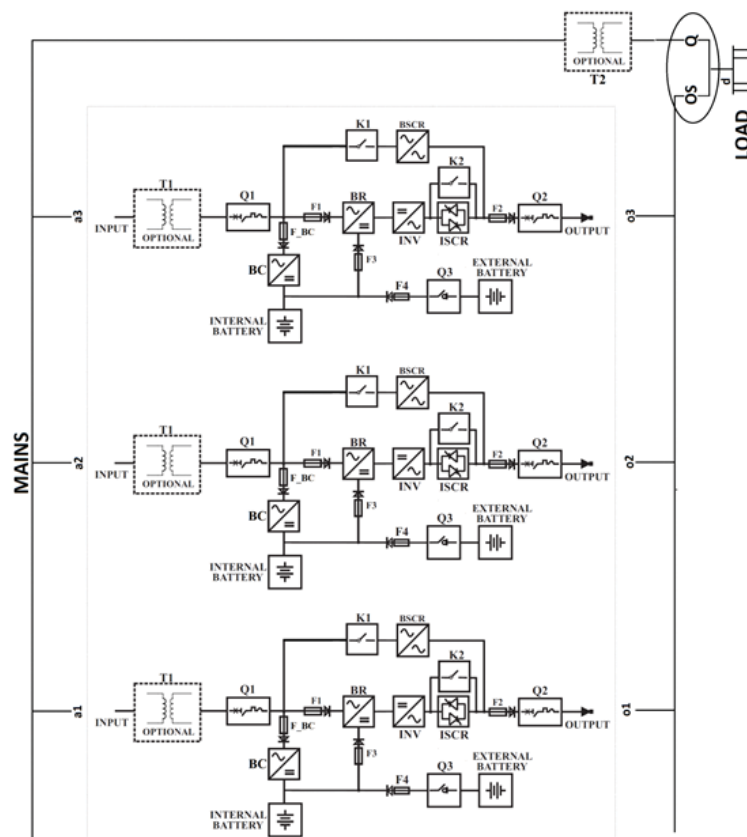 OPTIONAL
T2
Q
OS
d
LOAD
MAINS
K1
BSCR
K2
T1
Q1
F1
BR
F2
Q2
a3
INPUT
OPTIONAL
F_BC
INV
ISCR
OUTPUT
o3
BC
F3
F4
Q3
EXTERNAL
BATTERY
INTERNAL
BATTERY
K1
BSCR
K2
T1
Q1
F1
BR
F2
Q2
a2
INPUT
OPTIONAL
F_BC
INV
ISCR
OUTPUT
o2
BC
F3
F4
Q3
EXTERNAL
BATTERY
INTERNAL
BATTERY
K1
BSCR
K2
T1
Q1
F1
BR
F2
Q2
a1
INPUT
OPTIONAL
F_BC
INV
ISCR
OUTPUT
o1
BC
F3
F4
Q3
EXTERNAL
BATTERY
INTERNAL
BATTERY